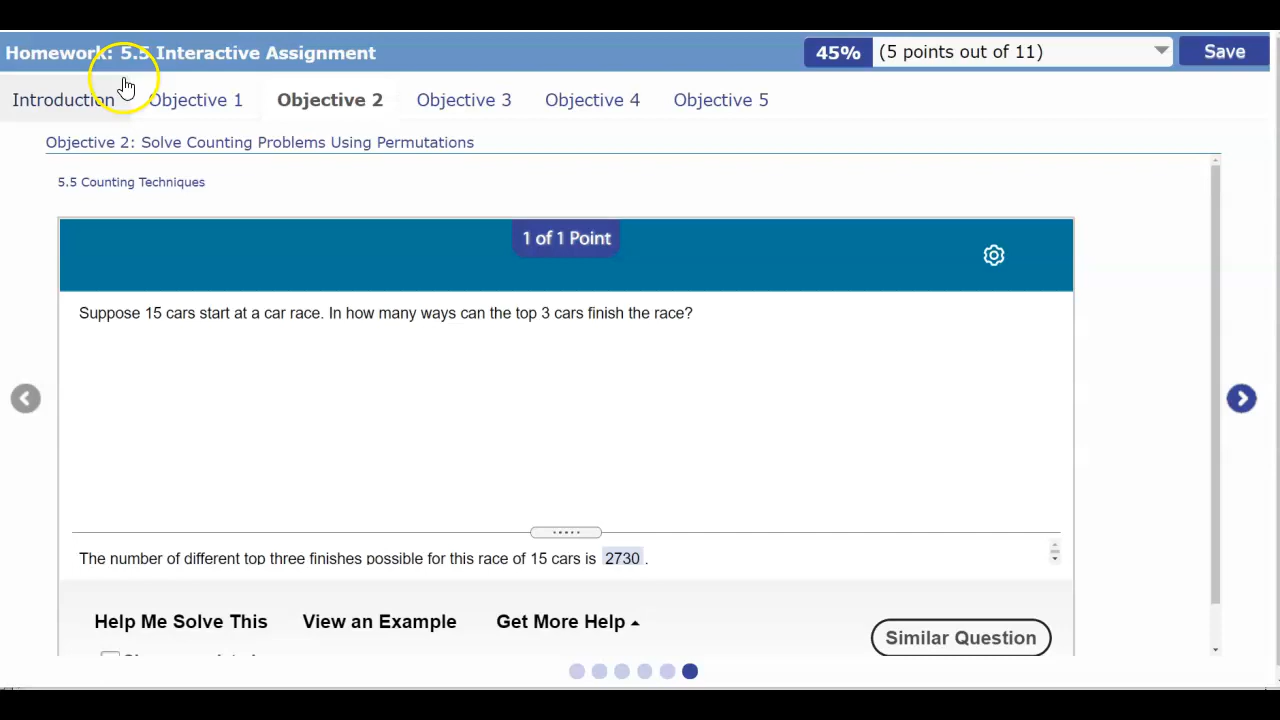 Homework: 5.5 Interactive Assignment
45% (5 points out of 11) Save
Introduction Objective 1 Objective 2 Objective 3 Objective 4 Objective 5
Objective 2: Solve Counting Problems Using Permutations
5.5 Counting Techniques
1 of 1 Point
Suppose 15 cars start at a car race. In how many ways can the top 3 cars finish the race?
The number of different top three finishes possible for this race of 15 cars is 2730 .
Help Me Solve This View an Example Get More Help
Similar Question